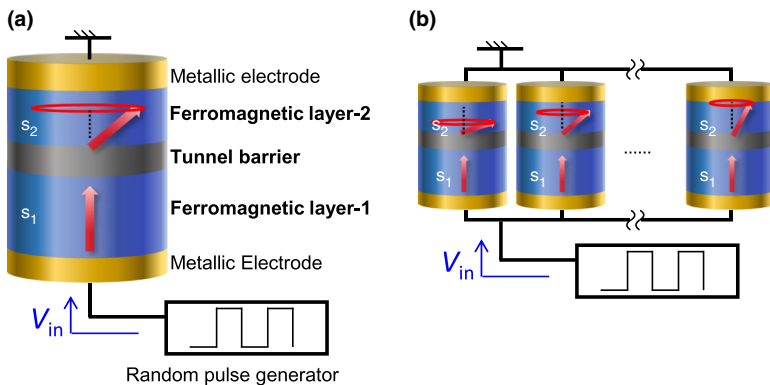 (a)
Metallic electrode
Ferromagnetic layer-2
s2
Tunnel barrier
s1
Ferromagnetic layer-1
Metallic Electrode
Vin
Random pulse generator
(b)
s2
s2
s2
......
s1
s1
s1
Vin